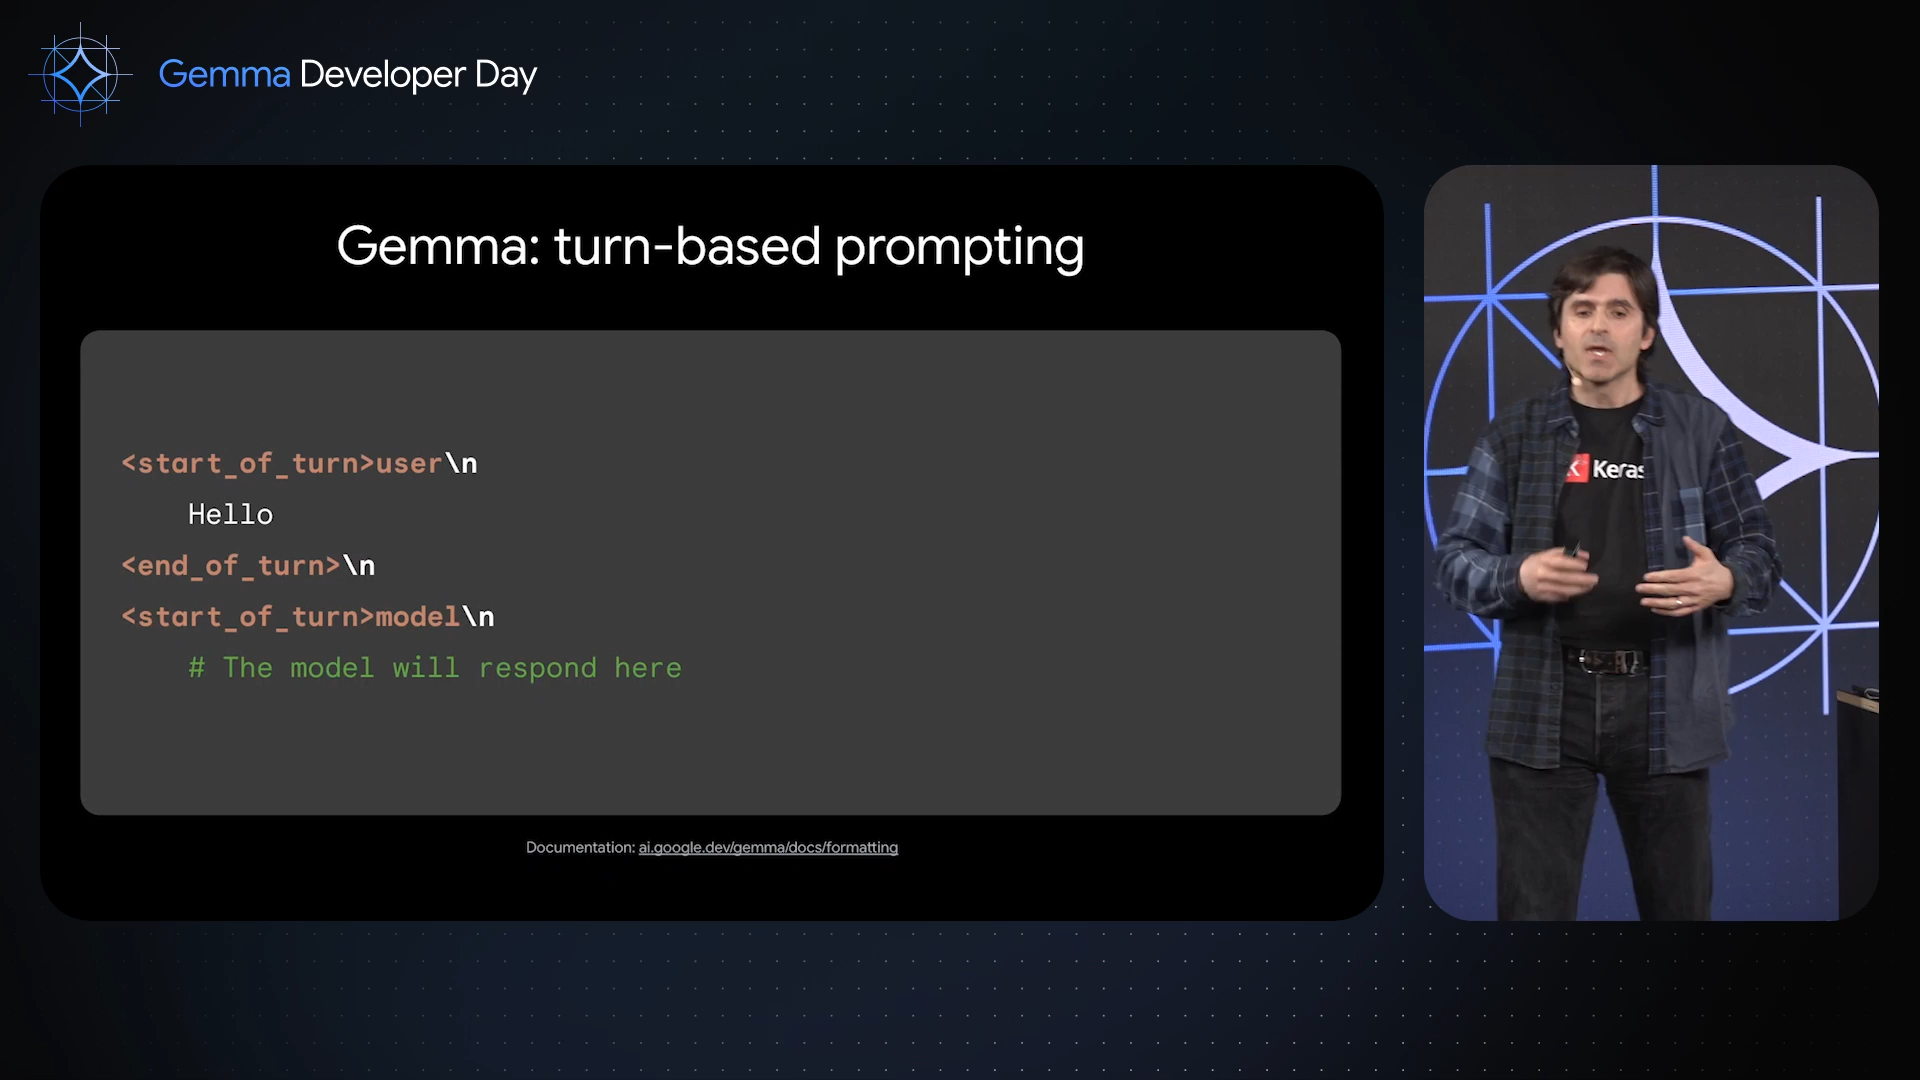 Gemma Developer Day
Gemma: turn-based prompting
<start_of_turn>user\n
Hello
<end_of_turn>\n
<start_of_turn>model\n
# The model will respond here
Documentation: ai.google.dev/gemma/docs/formatting
K Keras